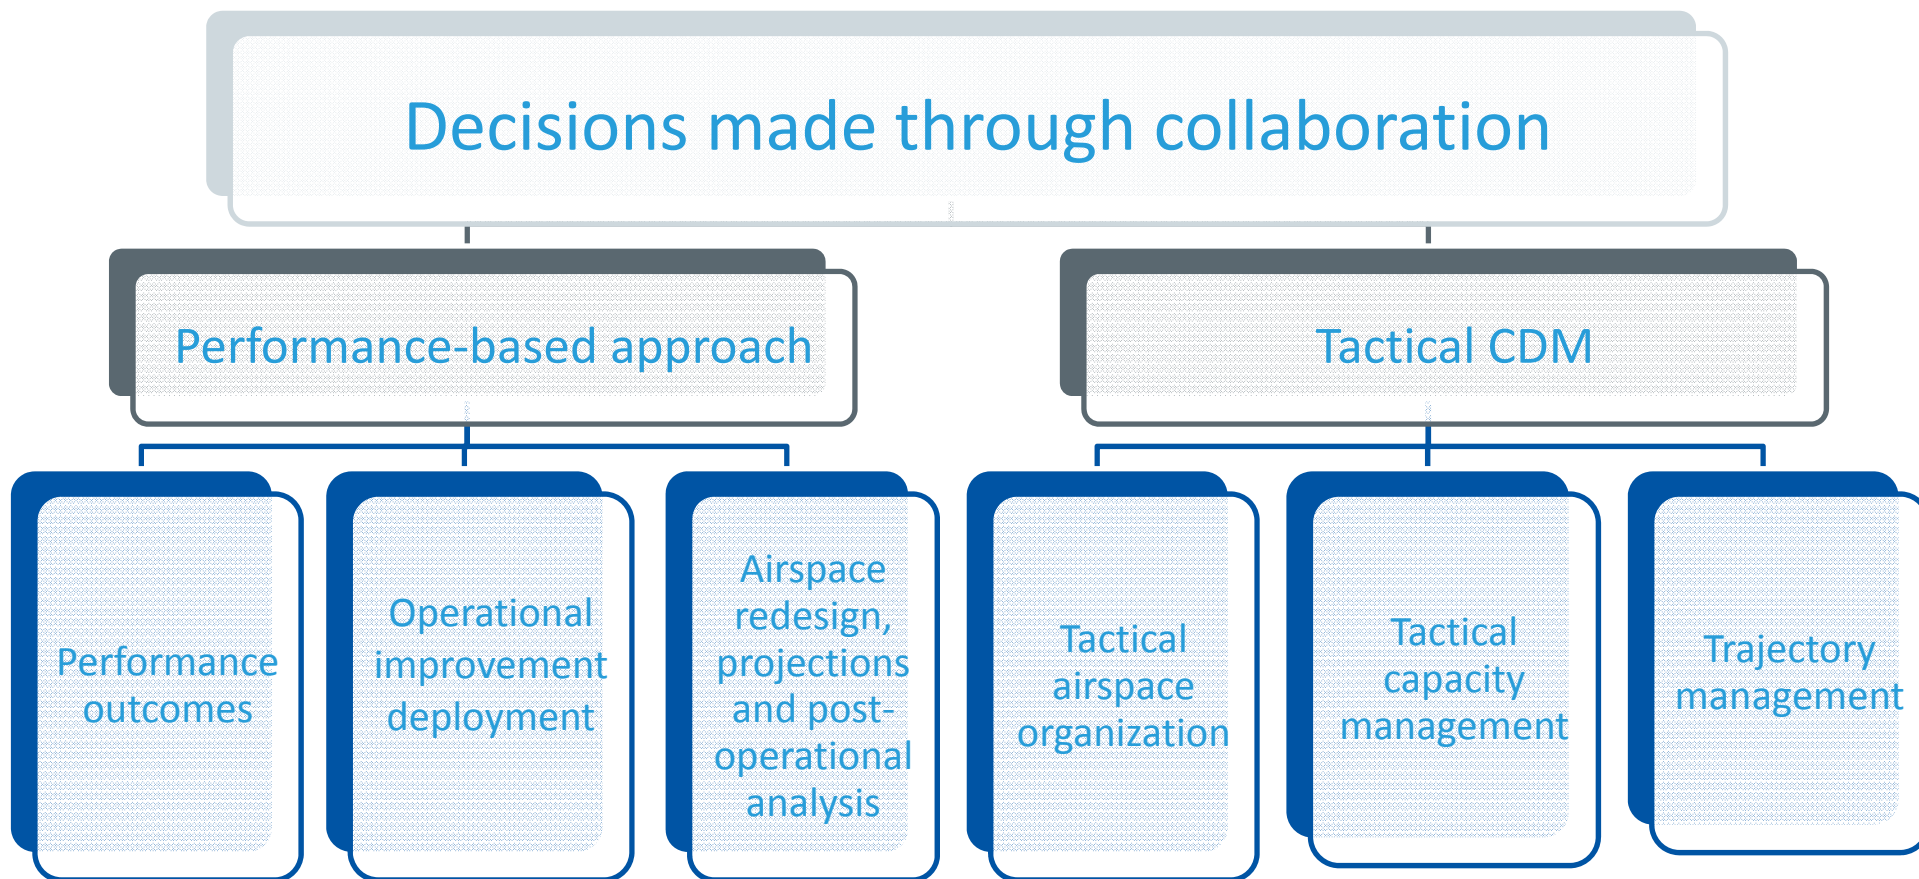 Decisions made through collaboration
Performance-based approach
Tactical CDM
Performance
outcomes
Operational
improvement
deployment
Airspace
redesign,
projections
and post-
operational
analysis
Tactical
airspace
organization
Tactical
capacity
management
Trajectory
management